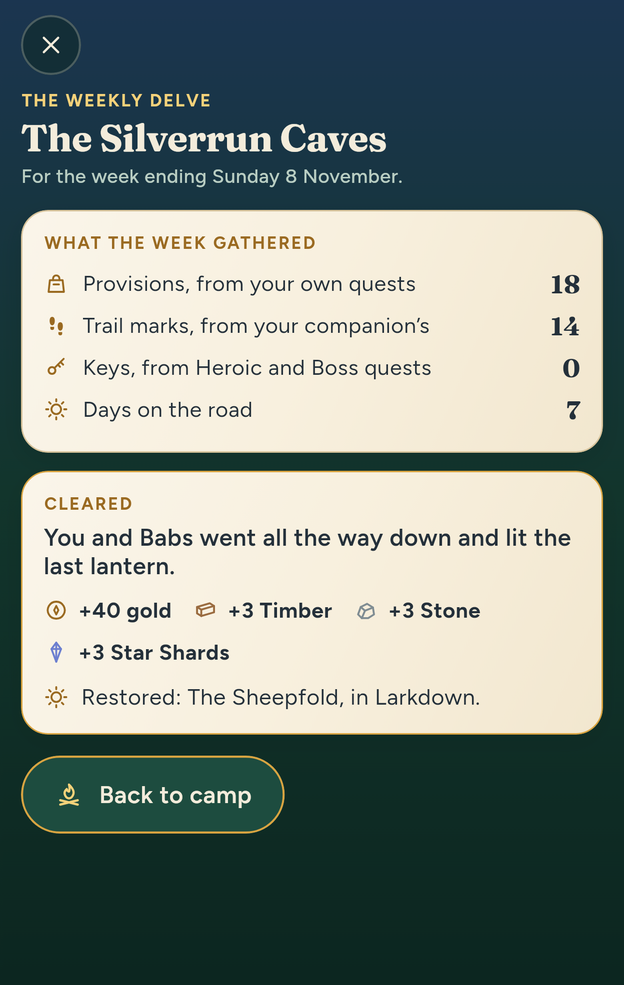 THE WEEKLY DELVE
The Silverrun Caves
For the week ending Sunday 8 November.
WHAT THE WEEK GATHERED
Provisions, from your own quests 18
Trail marks, from your companion’s 14
Keys, from Heroic and Boss quests 0
Days on the road 7
CLEARED
You and Babs went all the way down and lit the
last lantern.
+40 gold +3 Timber +3 Stone
+3 Star Shards
Restored: The Sheepfold, in Larkdown.
Back to camp